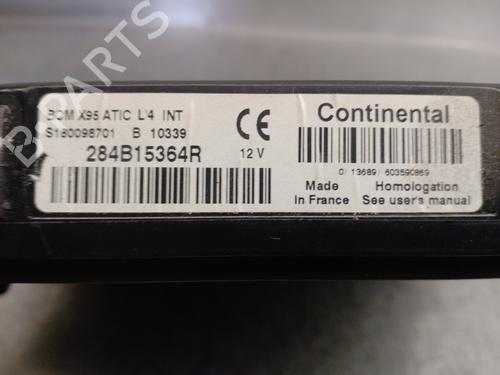 BCM X95 ATIC L'4 INT
S180098701 B 10339
284B15364R
12 V
CE
Continental
0/13689/603590869
Made
in France
Homologation
See user's manual
B-PARTS